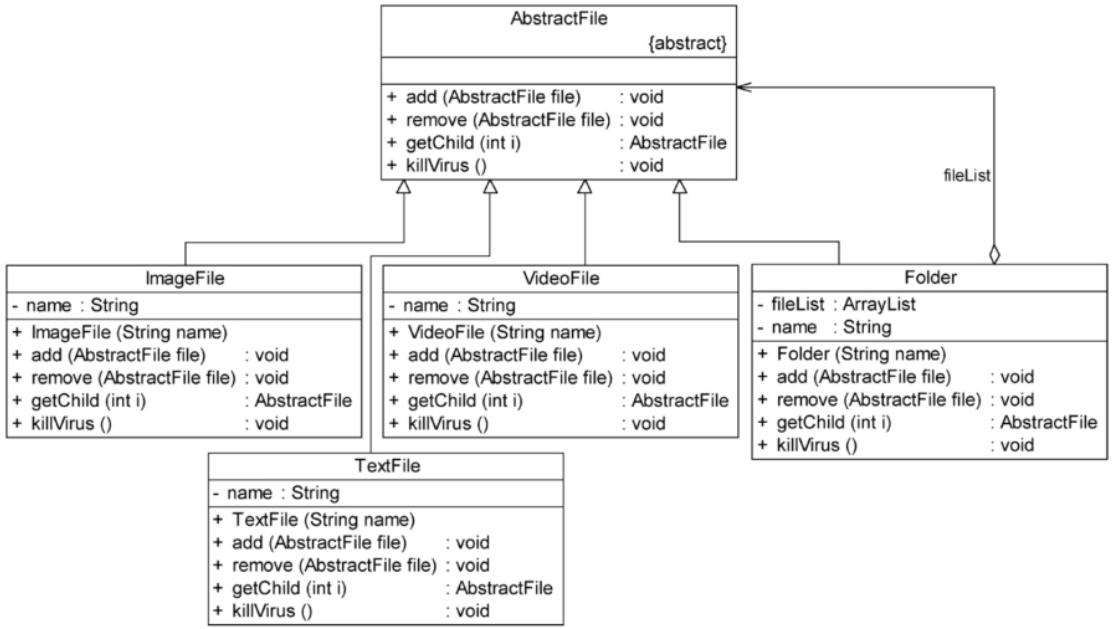 AbstractFile
{abstract}
+ add (AbstractFile file) : void
+ remove (AbstractFile file) : void
+ getChild (int i) : AbstractFile
+ killVirus () : void
fileList
ImageFile
- name : String
+ ImageFile (String name)
+ add (AbstractFile file) : void
+ remove (AbstractFile file) : void
+ getChild (int i) : AbstractFile
+ killVirus () : void
VideoFile
- name : String
+ VideoFile (String name)
+ add (AbstractFile file) : void
+ remove (AbstractFile file) : void
+ getChild (int i) : AbstractFile
+ killVirus () : void
Folder
- fileList : ArrayList
- name : String
+ Folder (String name)
+ add (AbstractFile file) : void
+ remove (AbstractFile file) : void
+ getChild (int i) : AbstractFile
+ killVirus () : void
TextFile
- name : String
+ TextFile (String name)
+ add (AbstractFile file) : void
+ remove (AbstractFile file) : void
+ getChild (int i) : AbstractFile
+ killVirus () : void